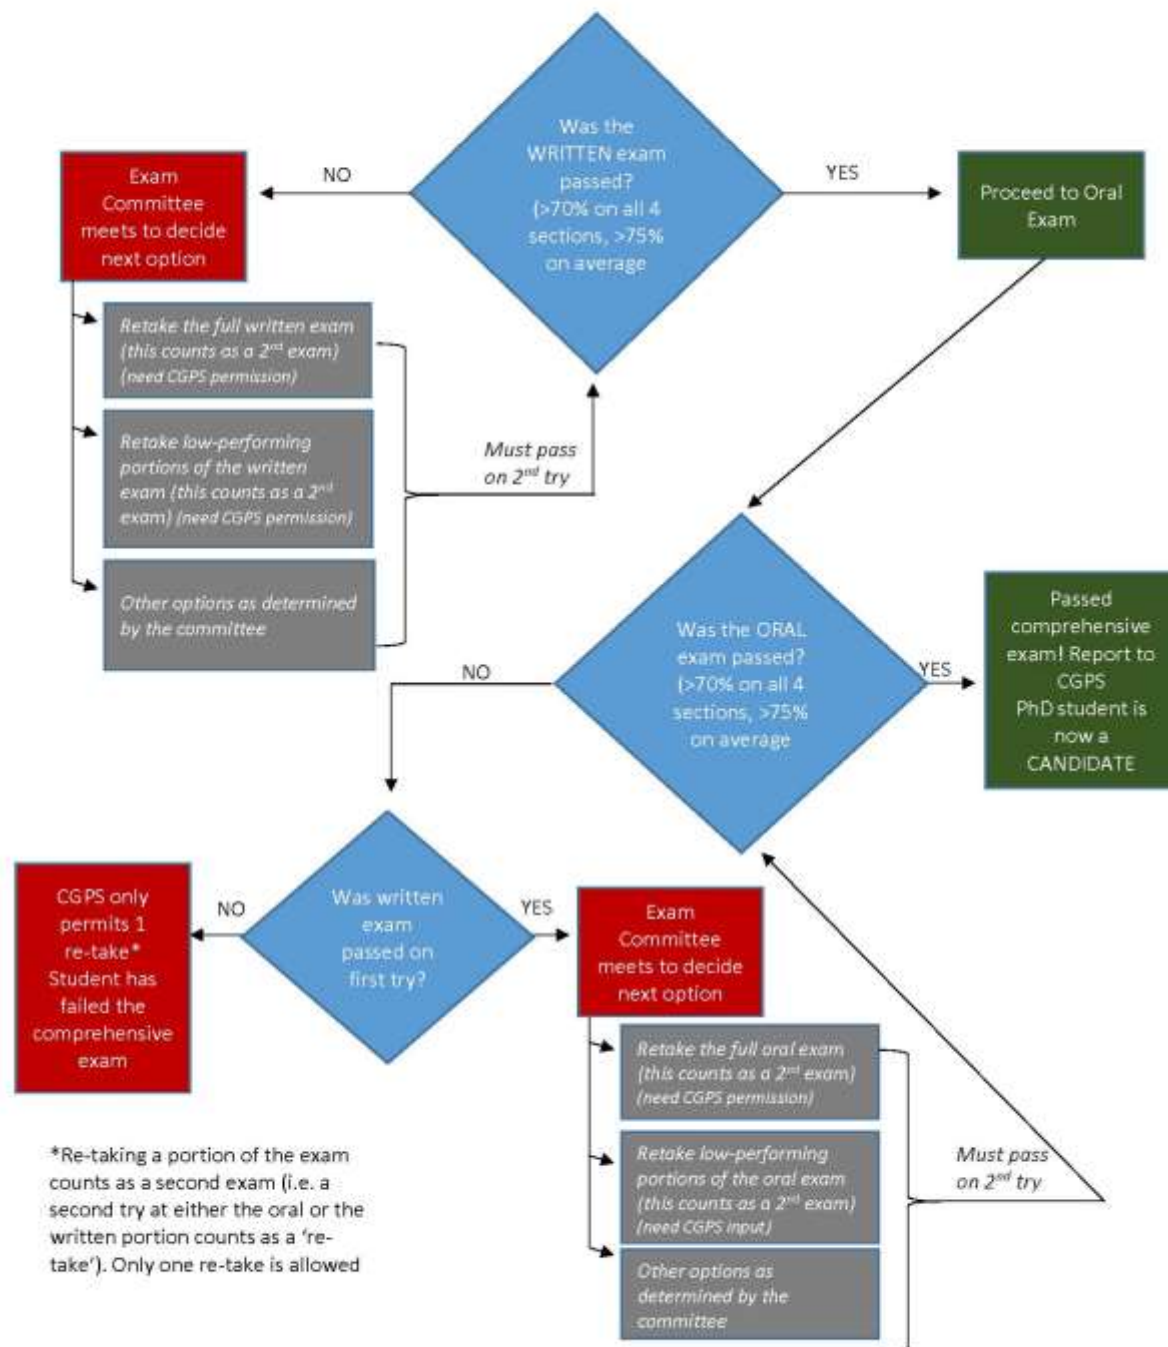 Was the
WRITTEN exam
passed?
(>70% on all 4
sections, >75%
on average
NO
YES
Exam
Committee
meets to decide
next option
Proceed to Oral
Exam
Retake the full written exam
(this counts as a 2nd exam)
(need CGPS permission)
Retake low-performing
portions of the written
exam (this counts as a 2nd
exam) (need CGPS permission)
Other options as determined
by the committee
Must pass
on 2nd try
Was the ORAL
exam passed?
(>70% on all 4
sections, >75%
on average
NO
YES
Passed
comprehensive
exam! Report to
CGPS
PhD student is
now a
CANDIDATE
Was written
exam
passed on
first try?
NO
YES
CGPS only
permits 1
re-take*
Student has
failed the
comprehensive
exam
Exam
Committee
meets to decide
next option
Retake the full oral exam
(this counts as a 2nd exam)
(need CGPS permission)
Retake low-performing
portions of the oral exam
(this counts as a 2nd exam)
(need CGPS input)
Other options as
determined by the
committee
Must pass
on 2nd try
*Re-taking a portion of the exam
counts as a second exam (i.e. a
second try at either the oral or the
written portion counts as a 're-
take'). Only one re-take is allowed